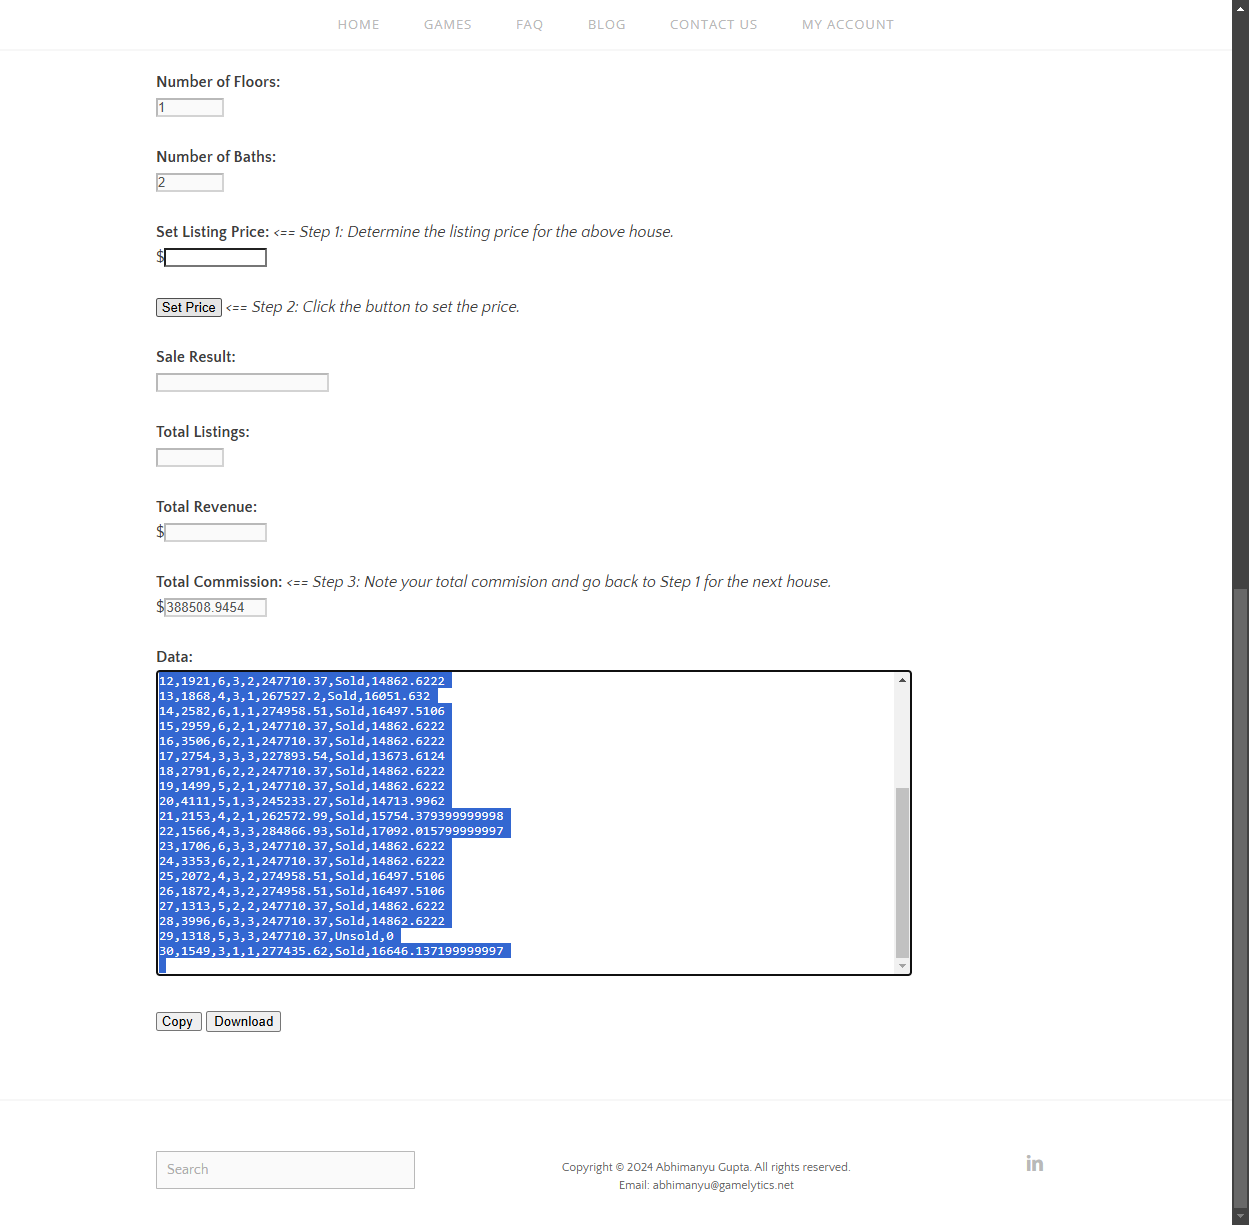 HOME GAMES FAQ BLOG CONTACT US MY ACCOUNT
Number of Floors:
1
Number of Baths:
2
Set Listing Price: <== Step 1: Determine the listing price for the above house.
$
Set Price <== Step 2: Click the button to set the price.
Sale Result:
Total Listings:
Total Revenue:
$
Total Commission: <== Step 3: Note your total commision and go back to Step 1 for the next house.
$388508.9454
Data:
12,1921,6,3,2,247710.37,Sold,14862.6222
13,1868,4,3,1,267527.2,Sold,16051.632
14,2582,6,1,1,274958.51,Sold,16497.5106
15,2959,6,2,1,247710.37,Sold,14862.6222
16,3506,6,2,1,247710.37,Sold,14862.6222
17,2754,3,3,3,227893.54,Sold,13673.6124
18,2791,6,2,2,247710.37,Sold,14862.6222
19,1499,5,2,1,247710.37,Sold,14862.6222
20,4111,5,1,3,245233.27,Sold,14713.9962
21,2153,4,2,1,262572.99,Sold,15754.379399999998
22,1566,4,3,3,284866.93,Sold,17092.015799999997
23,1706,6,3,3,247710.37,Sold,14862.6222
24,3353,6,2,1,247710.37,Sold,14862.6222
25,2072,4,3,2,274958.51,Sold,16497.5106
26,1872,4,3,2,274958.51,Sold,16497.5106
27,1313,5,2,2,247710.37,Sold,14862.6222
28,3996,6,3,3,247710.37,Sold,14862.6222
29,1318,5,3,3,247710.37,Unsold,0
30,1549,3,1,1,277435.62,Sold,16646.137199999997
Copy Download
Search
Copyright © 2024 Abhimanyu Gupta. All rights reserved.
Email: abhimanyu@gamelytics.net
in